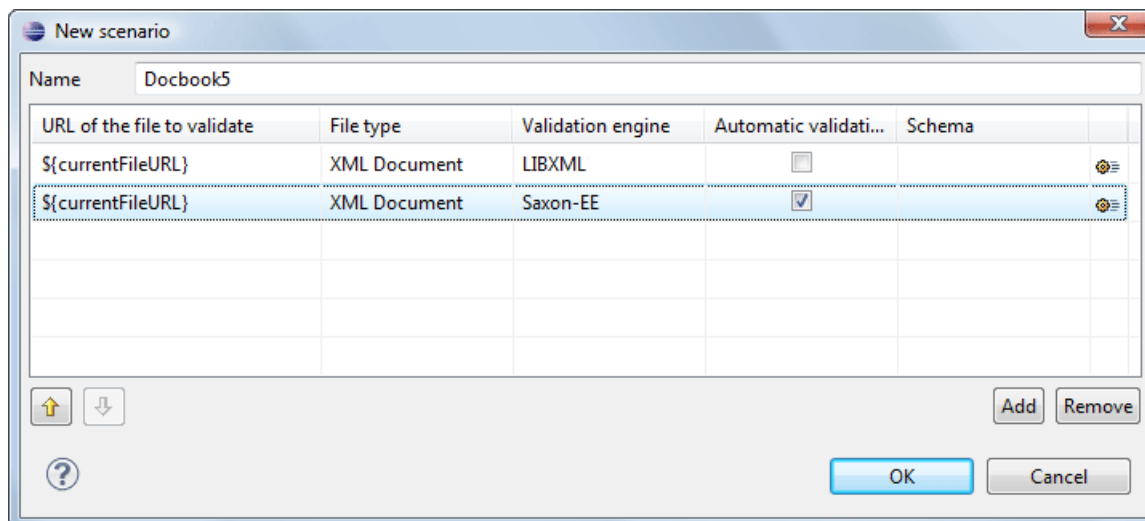 New scenario
Name Docbook5
URL of the file to validate File type Validation engine Automatic validati... Schema
${currentFileURL} XML Document LIBXML
${currentFileURL} XML Document Saxon-EE
Add Remove
? OK Cancel